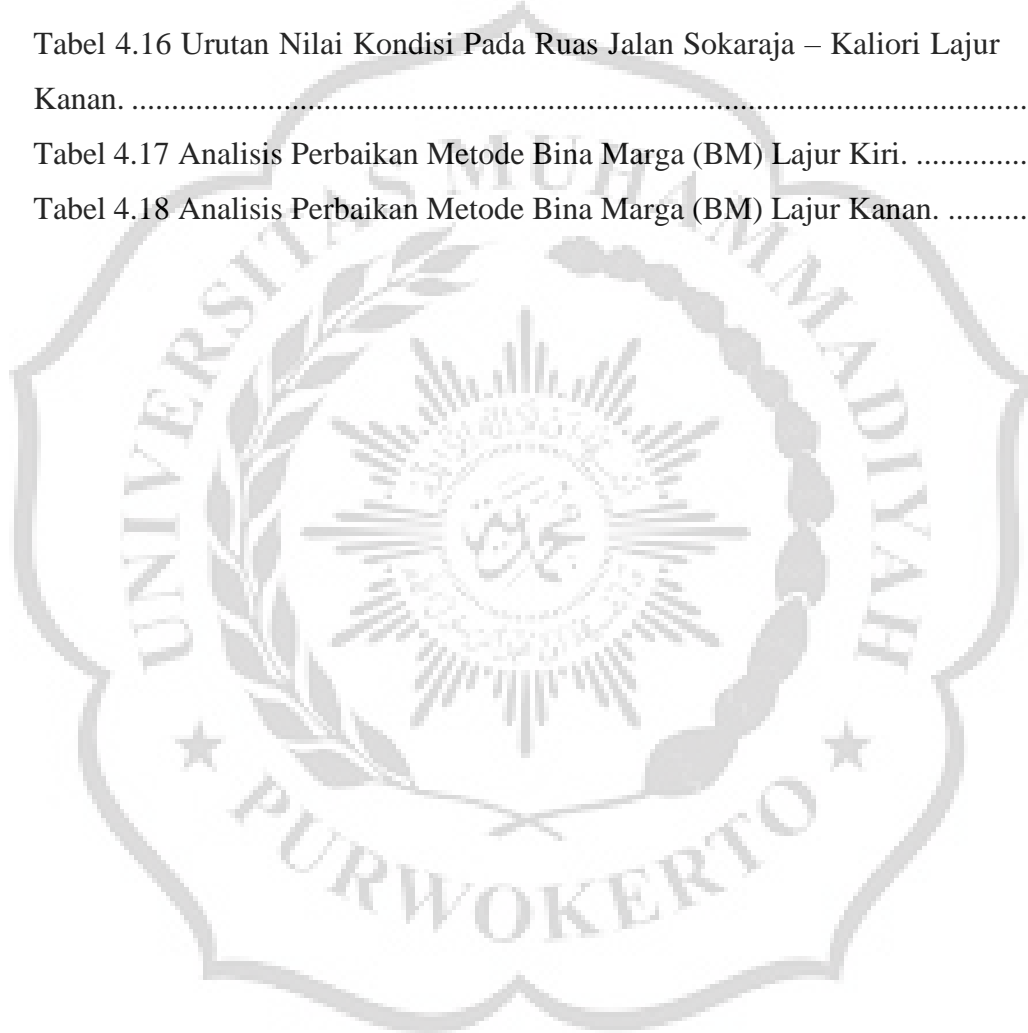 Tabel 4.16 Urutan Nilai Kondisi Pada Ruas Jalan Sokaraja – Kaliori Lajur
Kanan. ................................................................................................................
Tabel 4.17 Analisis Perbaikan Metode Bina Marga (BM) Lajur Kiri. ..............
Tabel 4.18 Analisis Perbaikan Metode Bina Marga (BM) Lajur Kanan. ..........
UNIVERSITAS MUHAMMADIYAH
PURWOKERTO